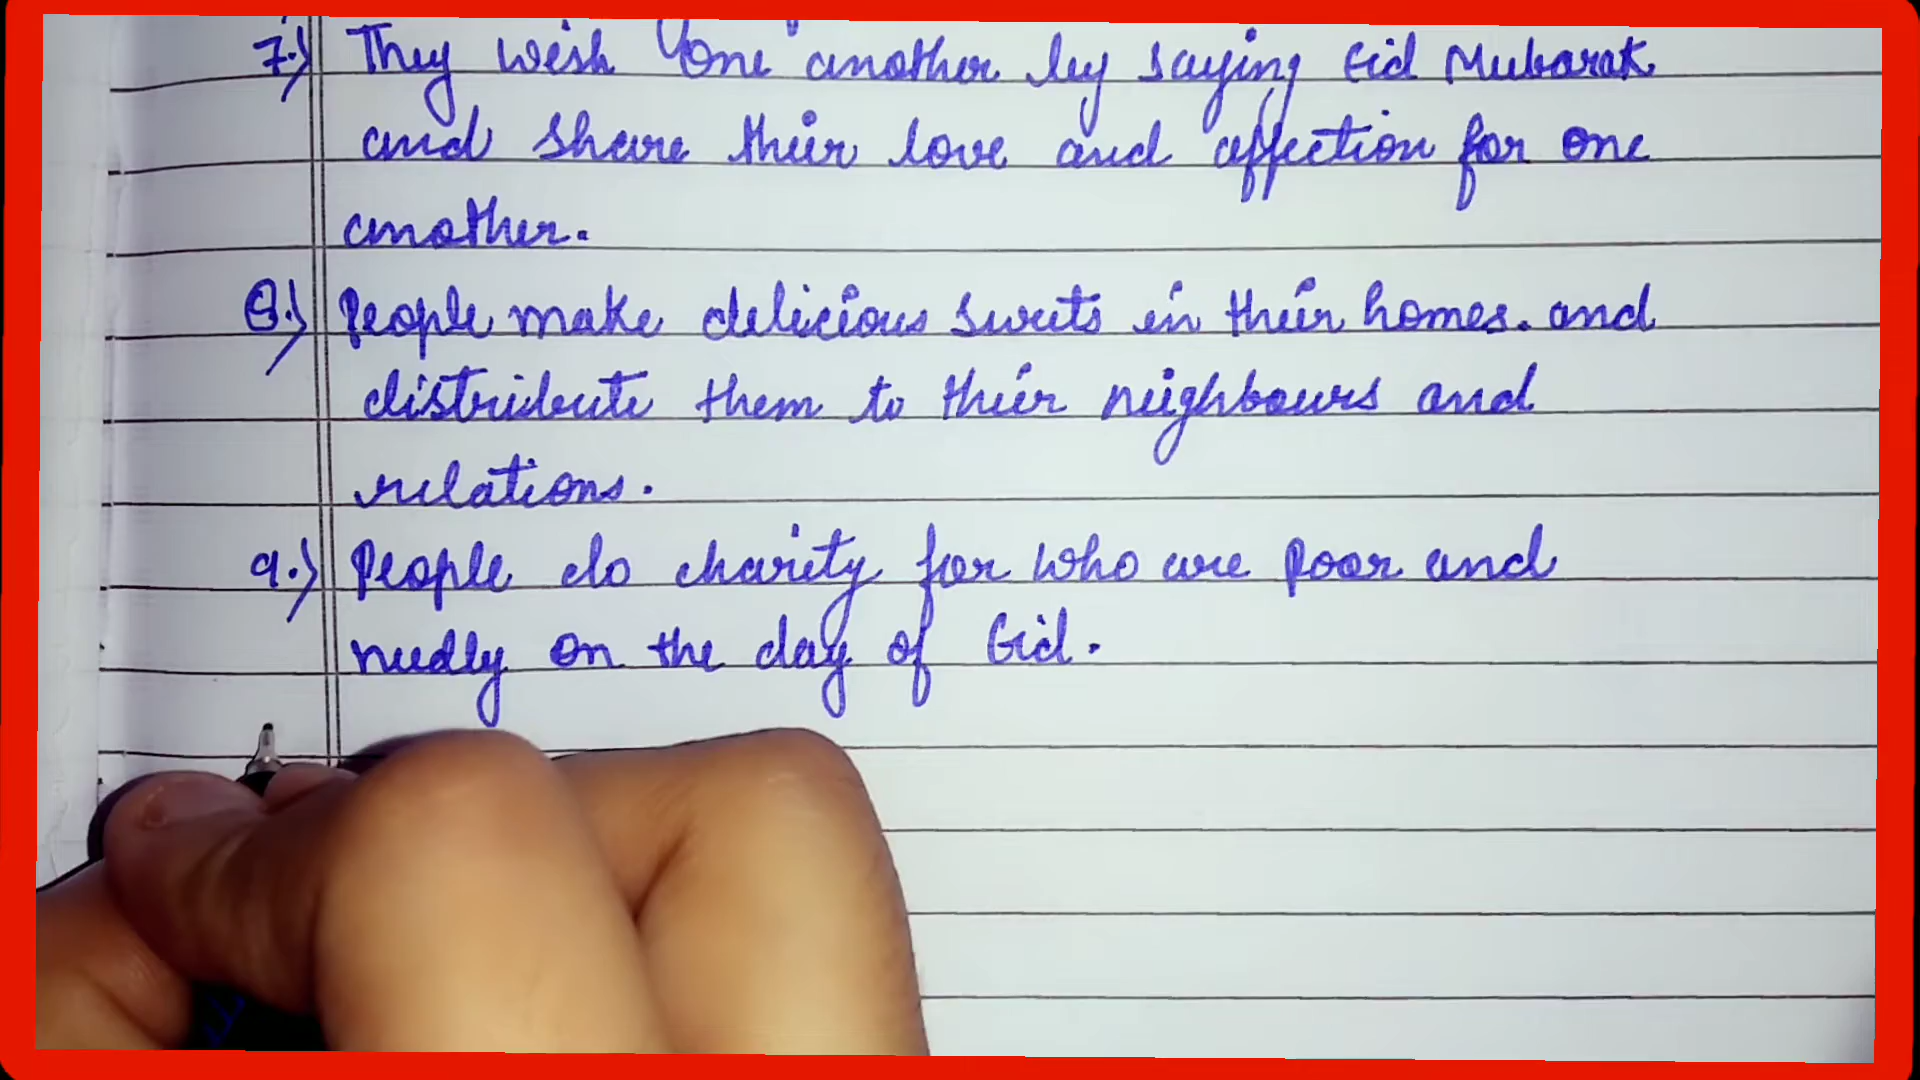 7.) They wish one another by saying Eid Mubarak
and share their love and affection for one
another.
8.) People make delicious sweets in their homes. and
distribute them to their neighbours and
relations.
9.) People do charity for who are poor and
needly on the day of Eid.